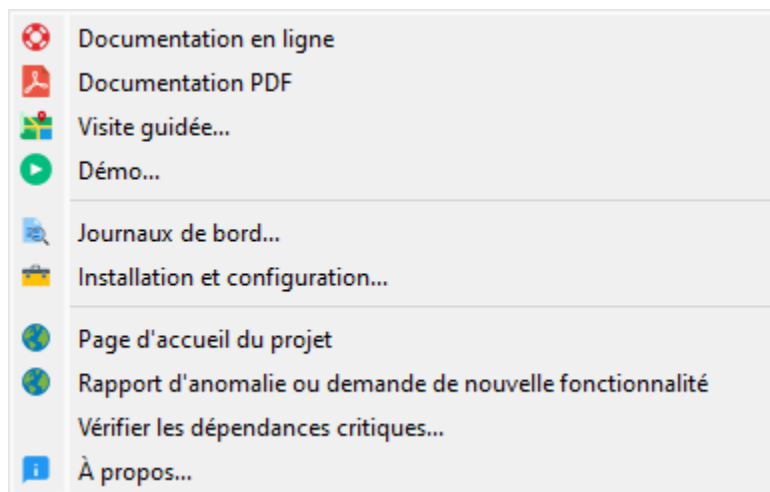 Documentation en ligne
Documentation PDF
Visite guidée...
Démo...
Journaux de bord...
Installation et configuration...
Page d'accueil du projet
Rapport d'anomalie ou demande de nouvelle fonctionnalité
Vérifier les dépendances critiques...
À propos...